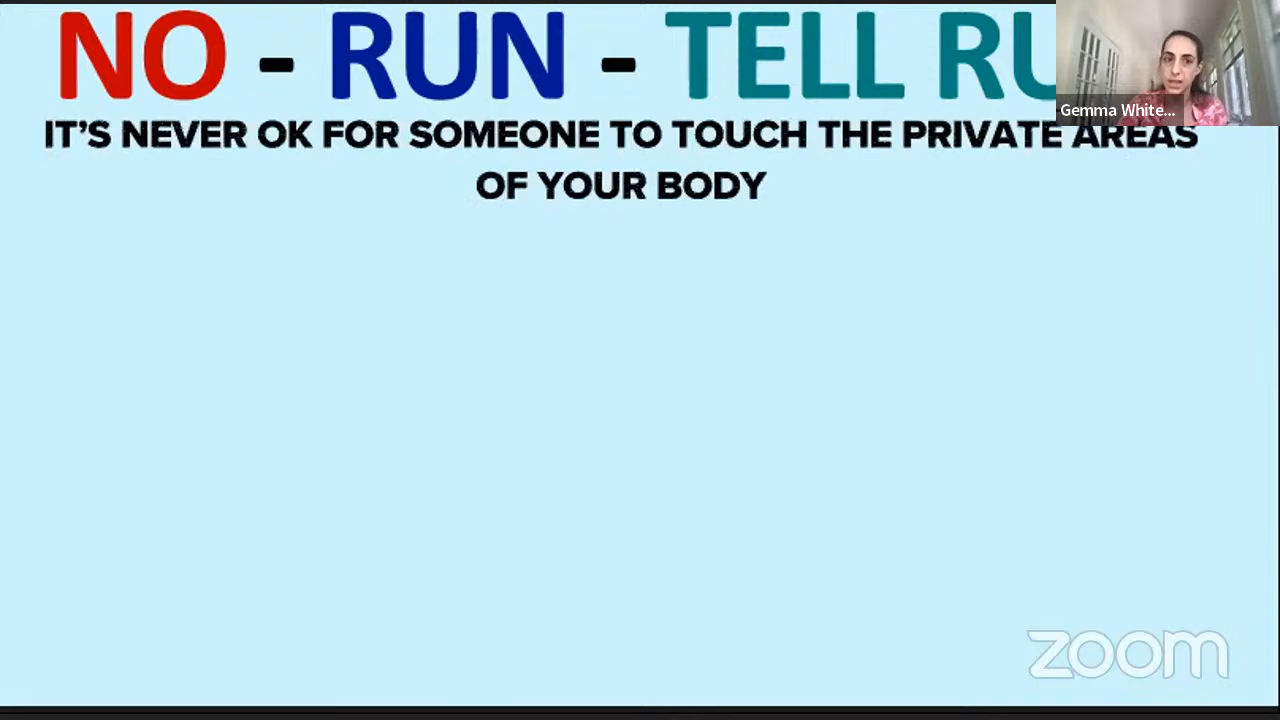 NO - RUN - TELL RU
IT'S NEVER OK FOR SOMEONE TO TOUCH THE PRIVATE AREAS
OF YOUR BODY
Gemma White...
zoom